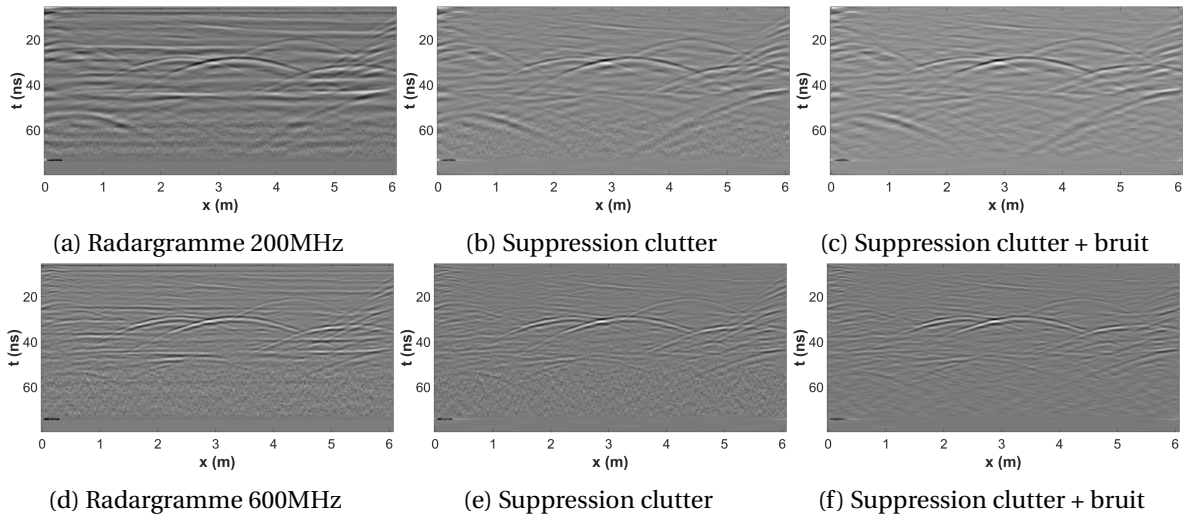 t (ns)
20
40
60
0 1 2 3 4 5 6
x (m)
(a) Radargramme 200MHz
t (ns)
20
40
60
0 1 2 3 4 5 6
x (m)
(b) Suppression clutter
t (ns)
20
40
60
0 1 2 3 4 5 6
x (m)
(c) Suppression clutter + bruit
t (ns)
20
40
60
0 1 2 3 4 5 6
x (m)
(d) Radargramme 600MHz
t (ns)
20
40
60
0 1 2 3 4 5 6
x (m)
(e) Suppression clutter
t (ns)
20
40
60
0 1 2 3 4 5 6
x (m)
(f) Suppression clutter + bruit